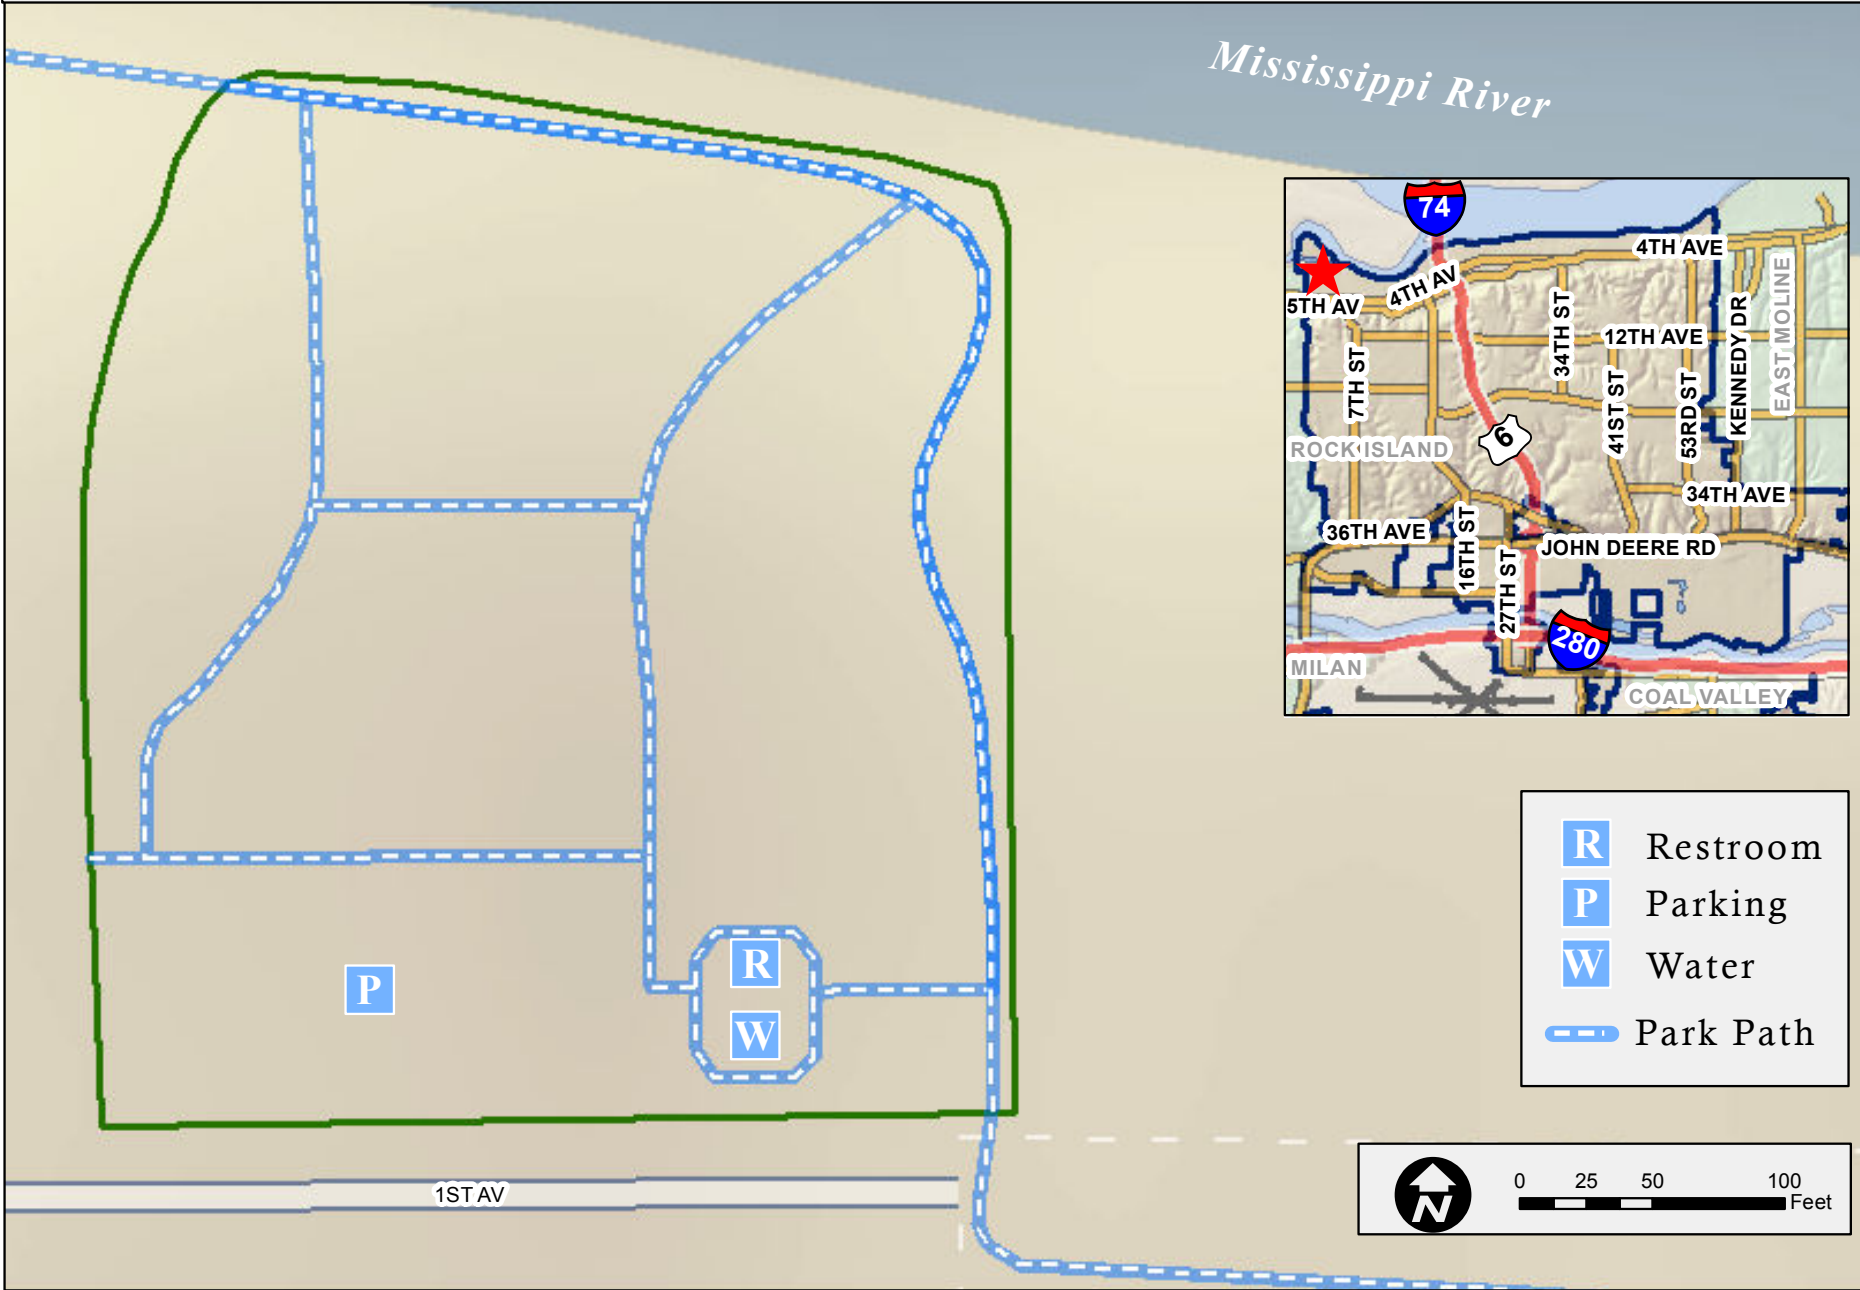 Mississippi River
74
4TH AVE
4TH AV
5TH AV
34TH ST
12TH AVE
KENNEDY DR
EAST MOLINE
7TH ST
41ST ST
53RD ST
6
ROCK ISLAND
34TH AVE
36TH AVE
16TH ST
JOHN DEERE RD
27TH ST
280
MILAN
COAL VALLEY
R Restroom
P Parking
W Water
Park Path
R
P
W
1ST AV
N
0 25 50 100
Feet